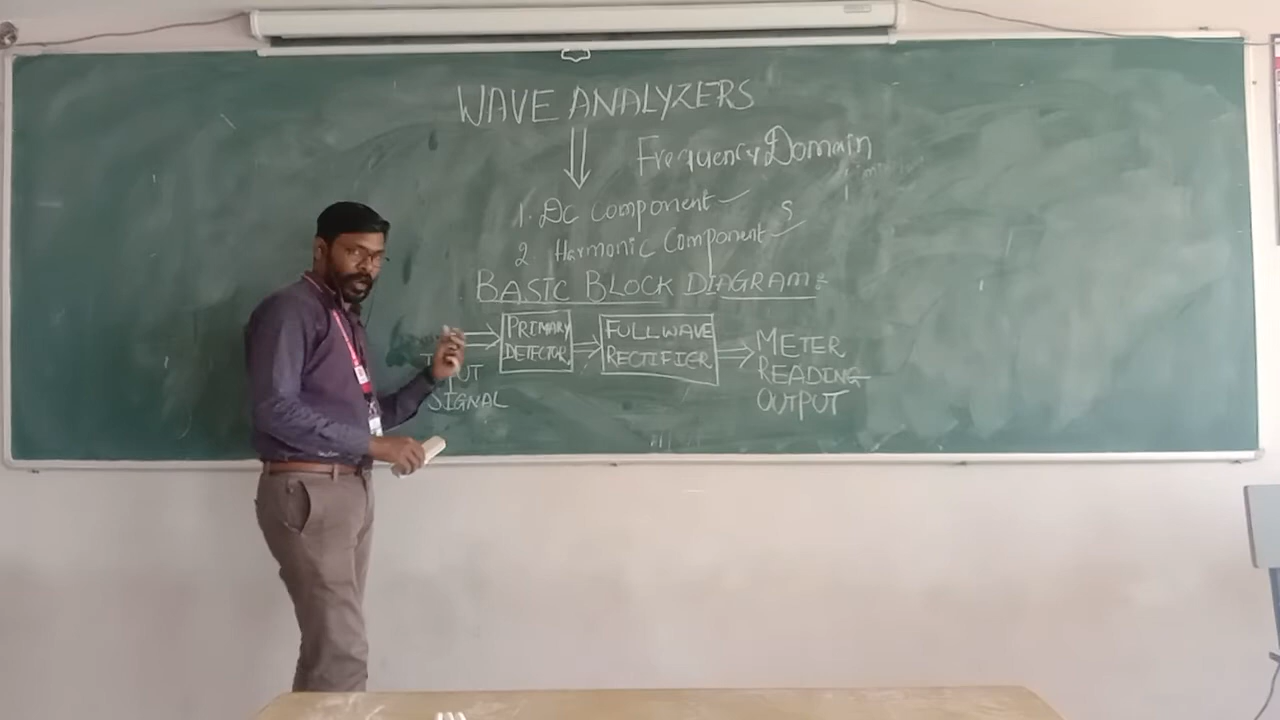 WAVE ANALYZERS
Frequency Domain
1. Dc Component
2. Harmonic Components
BASIC BLOCK DIAGRAM:
PRIMARY
DETECTOR
FULLWAVE
RECTIFIER
METER
READING
OUTPUT
SIGNAL